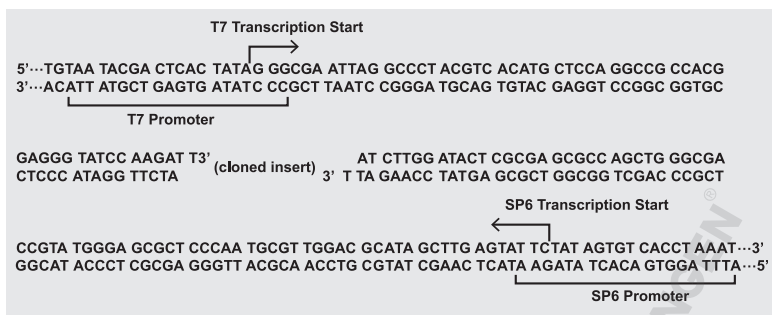 T7 Transcription Start
5'···TGTAA TACGA CTCAC TATAG GGCGA ATTAG GCCCT ACGTC ACATG CTCCA GGCCG CCACG
3'···ACATT ATGCT GAGTG ATATC CCGCT TAATC CGGGA TGCAG TGTAC GAGGT CCGGC GGTGC
T7 Promoter
GAGGG TATCC AAGAT T3' (cloned insert) AT CTTGG ATACT CGCGA GCGCC AGCTG GGCGA
CTCCC ATAGG TTCTA 3' T TA GAACC TATGA GCGCT GGCGG TCGAC CCGCT
SP6 Transcription Start
CCGTA TGGGA GCGCT CCCAA TGCGT TGGAC GCATA GCTTG AGTAT TCTAT AGTGT CACCT AAAT···3'
GGCAT ACCCT CGCGA GGGTT ACGCA ACCTG CGTAT CGAAC TCATA AGATA TCACA GTGGA TTTA···5'
SP6 Promoter